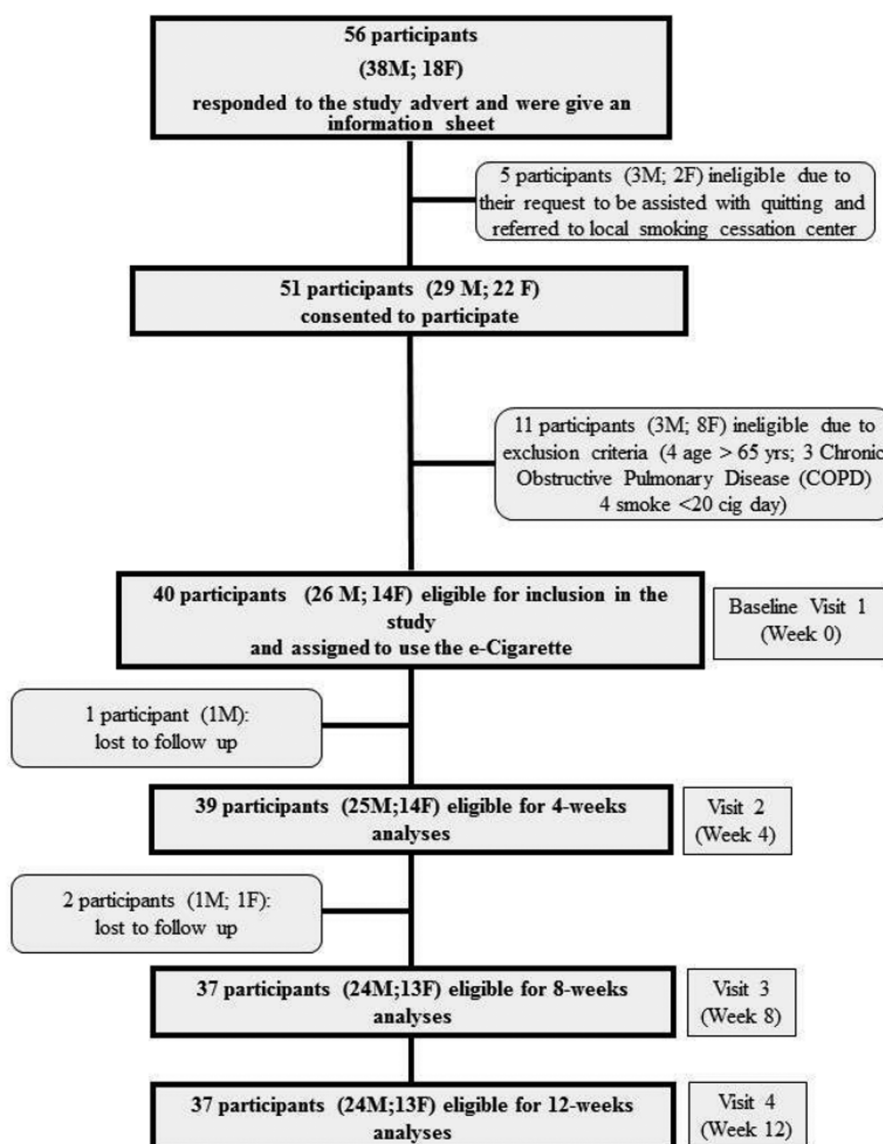 56 participants
(38M; 18F)
responded to the study advert and were give an
information sheet
5 participants (3M; 2F) ineligible due to
their request to be assisted with quitting and
referred to local smoking cessation center
51 participants (29 M; 22 F)
consented to participate
11 participants (3M; 8F) ineligible due to
exclusion criteria (4 age > 65 yrs; 3 Chronic
Obstructive Pulmonary Disease (COPD)
4 smoke <20 cig day)
40 participants (26 M; 14F) eligible for inclusion in the
study
and assigned to use the e-Cigarette
Baseline Visit 1
(Week 0)
1 participant (1M):
lost to follow up
39 participants (25M;14F) eligible for 4-weeks
analyses
Visit 2
(Week 4)
2 participants (1M; 1F):
lost to follow up
37 participants (24M;13F) eligible for 8-weeks
analyses
Visit 3
(Week 8)
37 participants (24M;13F) eligible for 12-weeks
analyses
Visit 4
(Week 12)